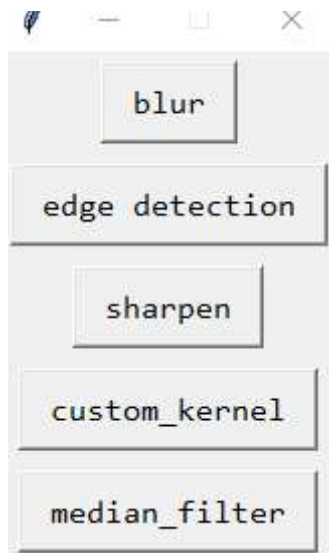 blur
edge detection
sharpen
custom_kernel
median_filter